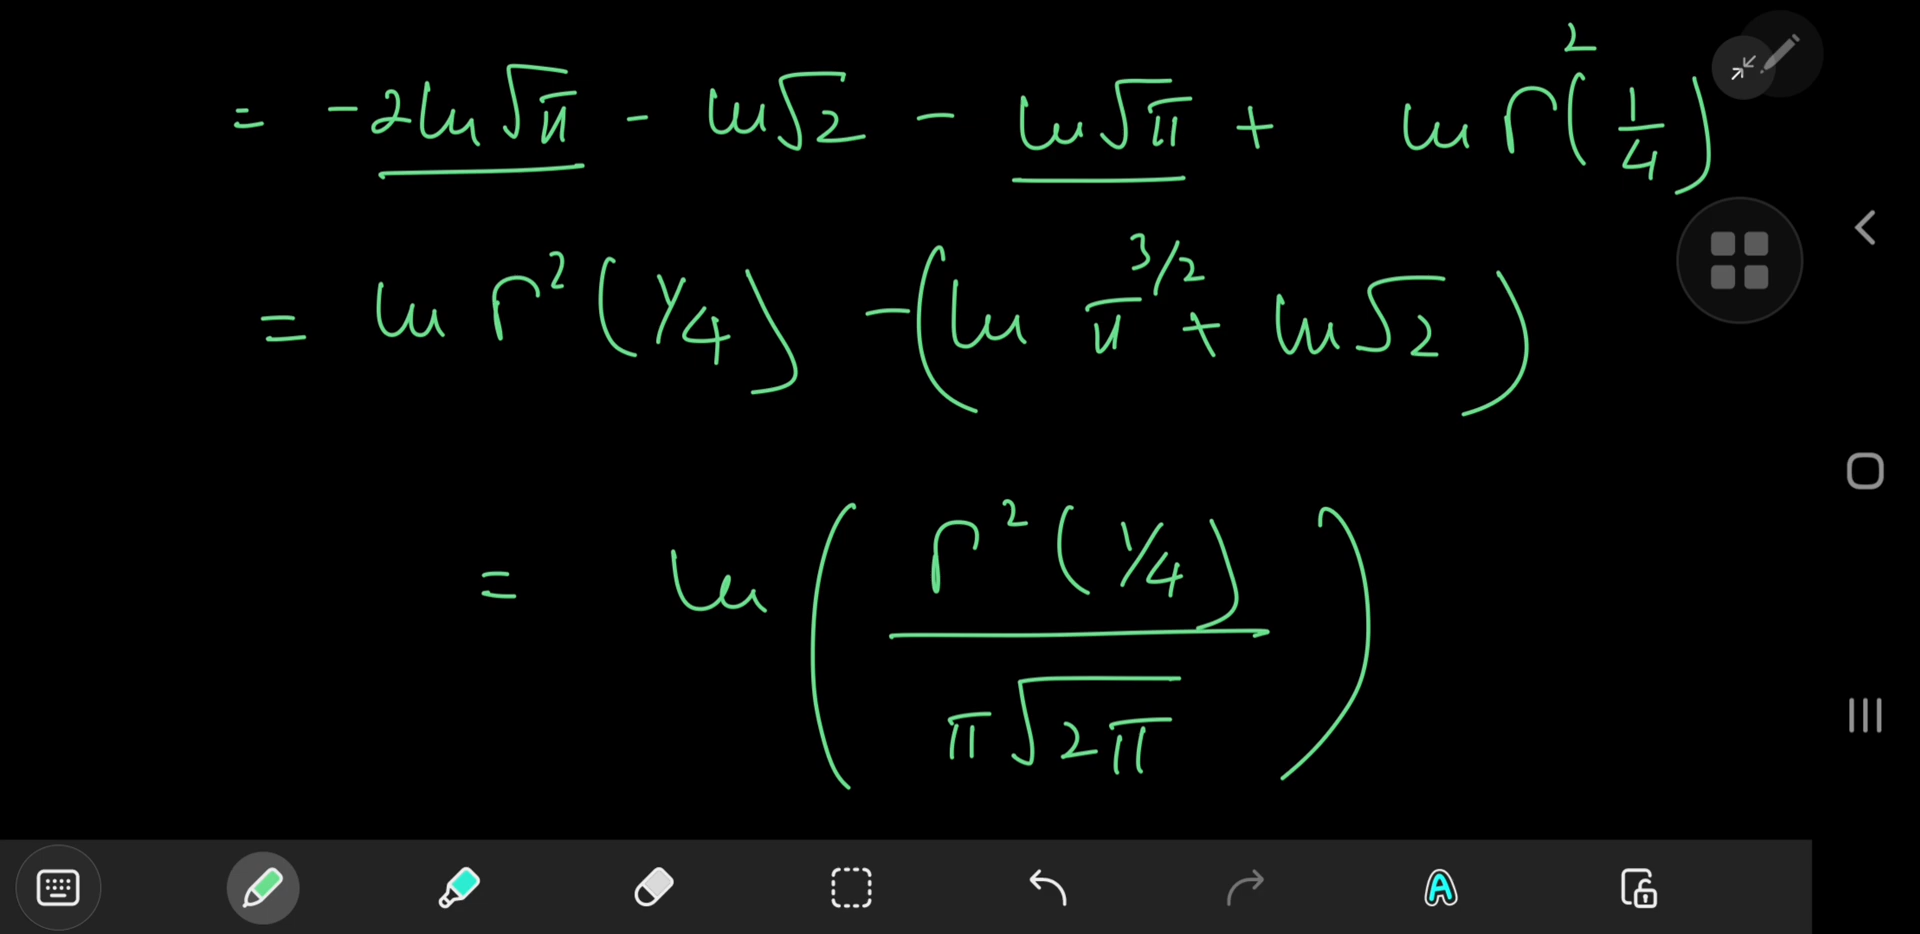 = -2ln√π - ln√2 - ln√π + ln Γ²(1/4)
= ln Γ²(1/4) -(ln π^3/2 + ln√2)
= ln(Γ²(1/4) / π√2π)
A